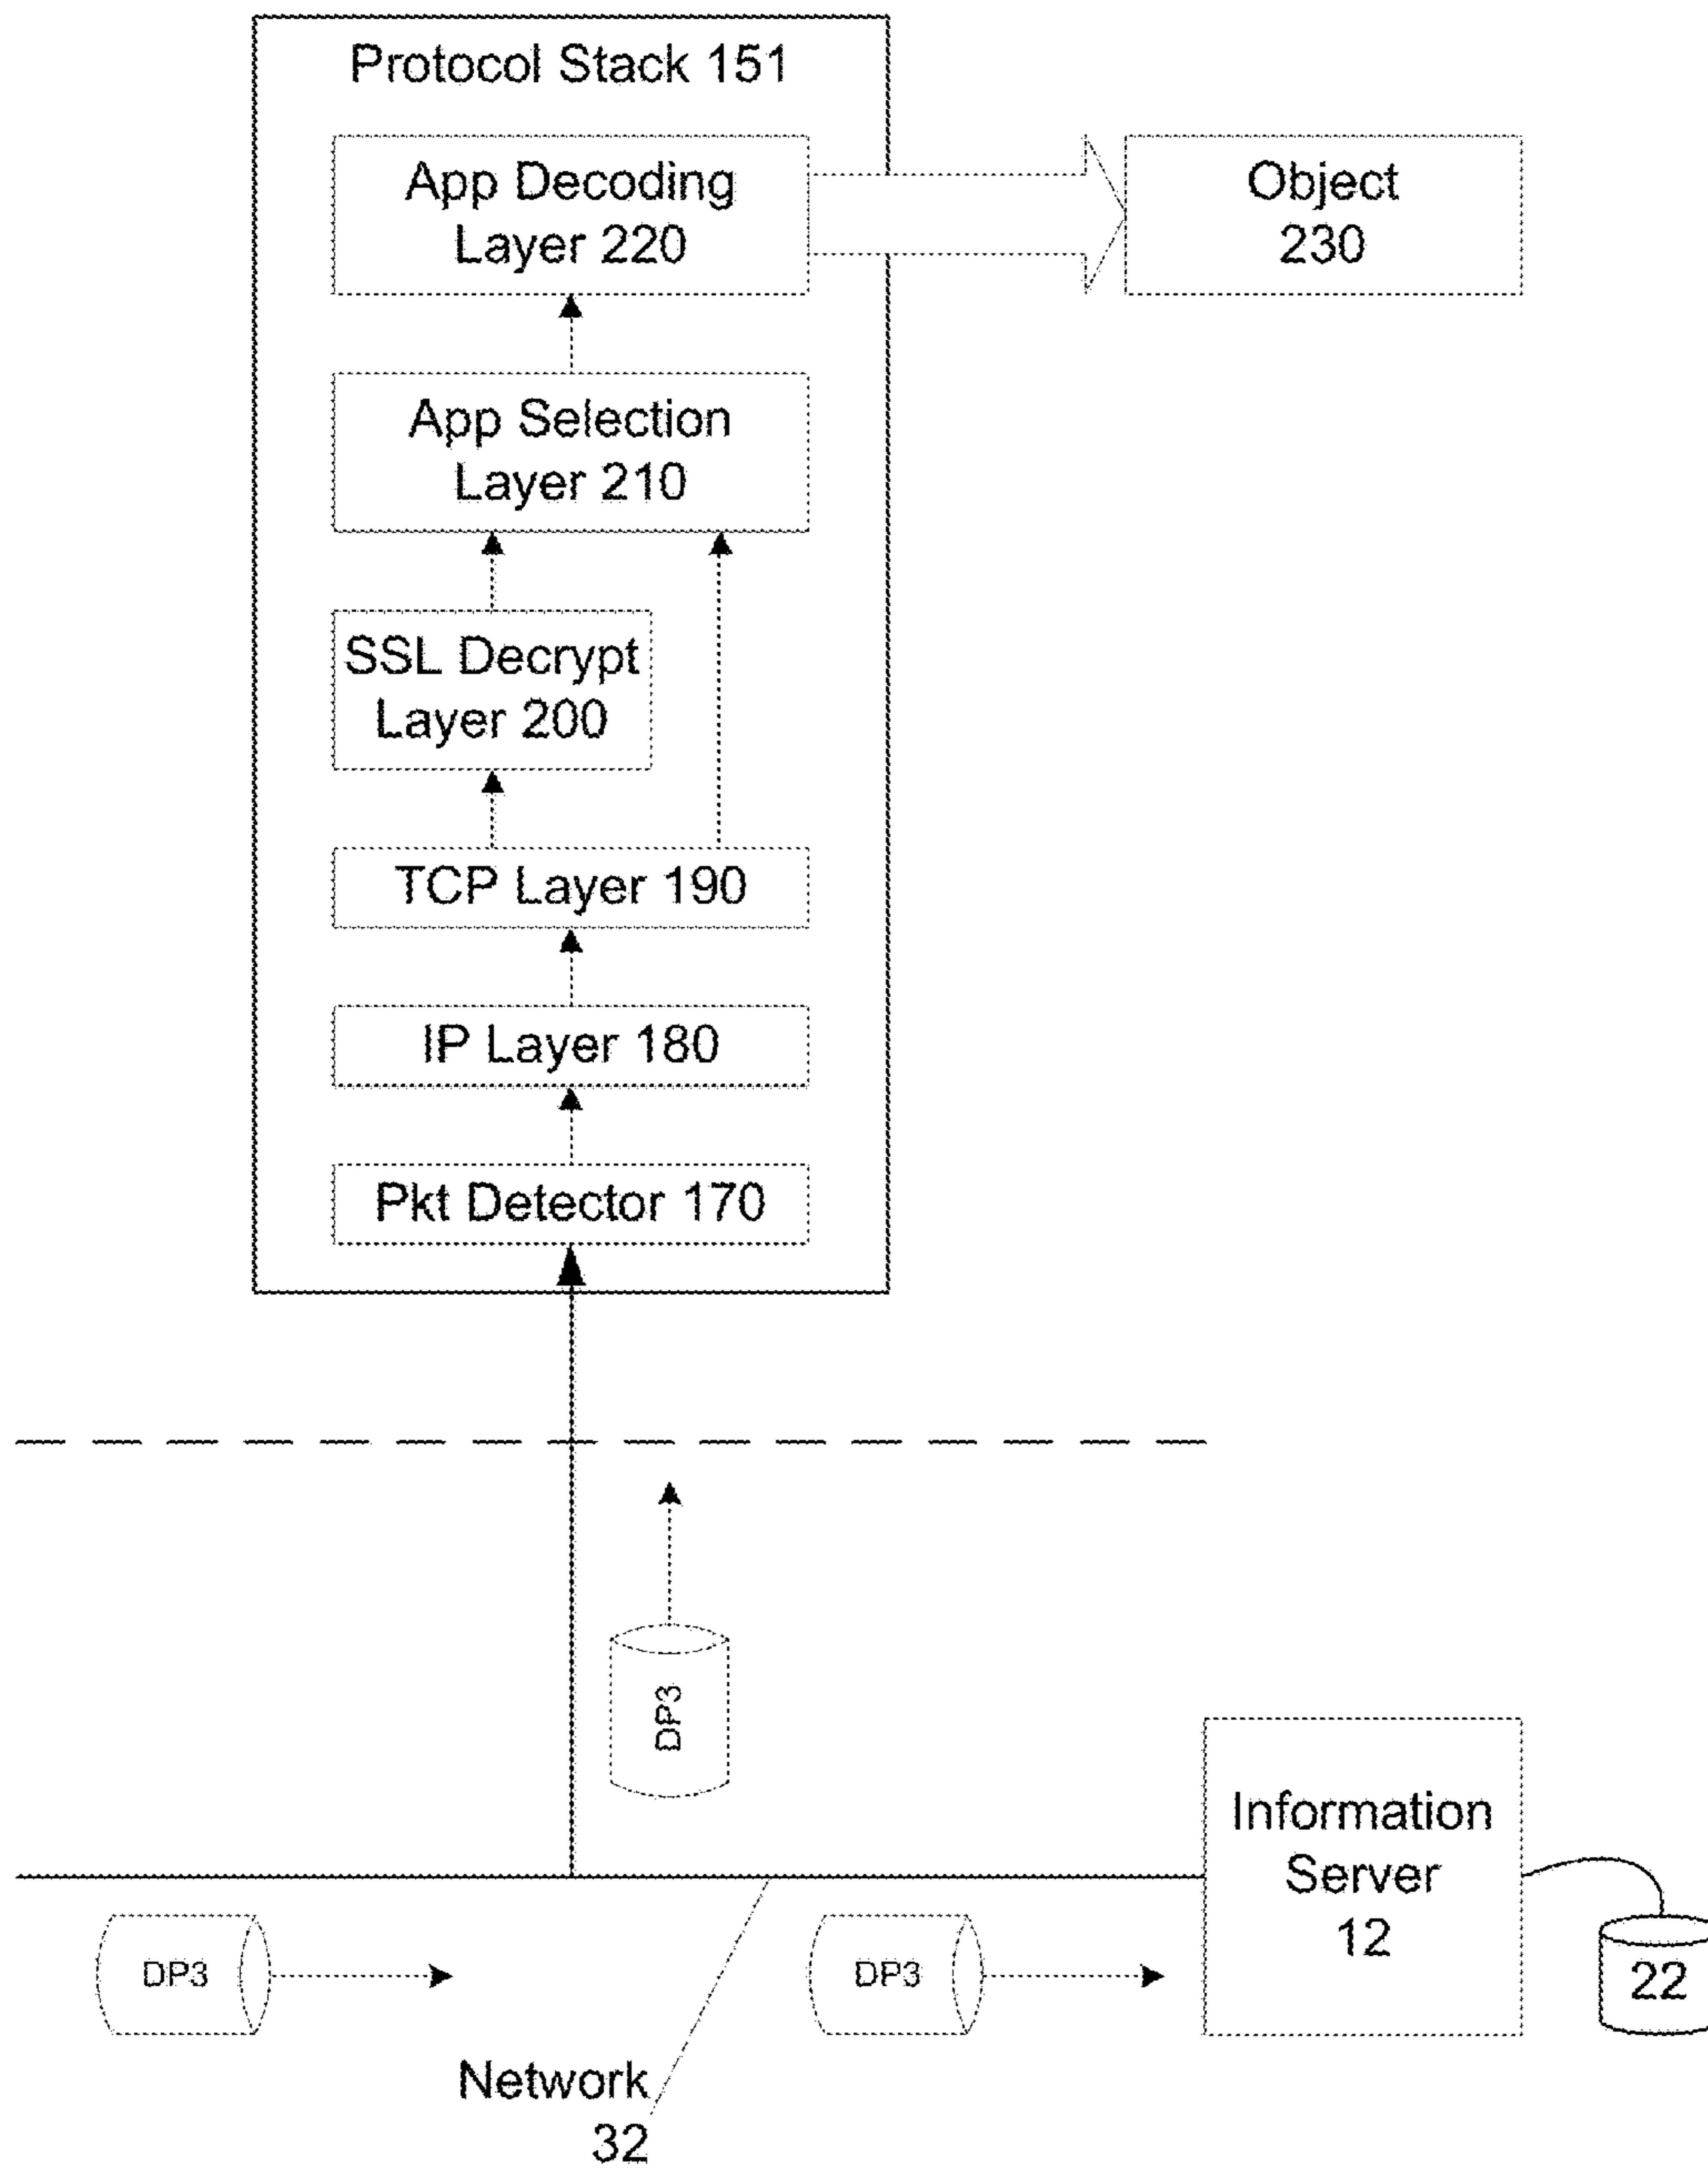 Protocol Stack 151
App Decoding
Layer 220
Object
230
App Selection
Layer 210
SSL Decrypt
Layer 200
TCP Layer 190
IP Layer 180
Pkt Detector 170
DP3
Information
Server
12
22
DP3
DP3
Network
32